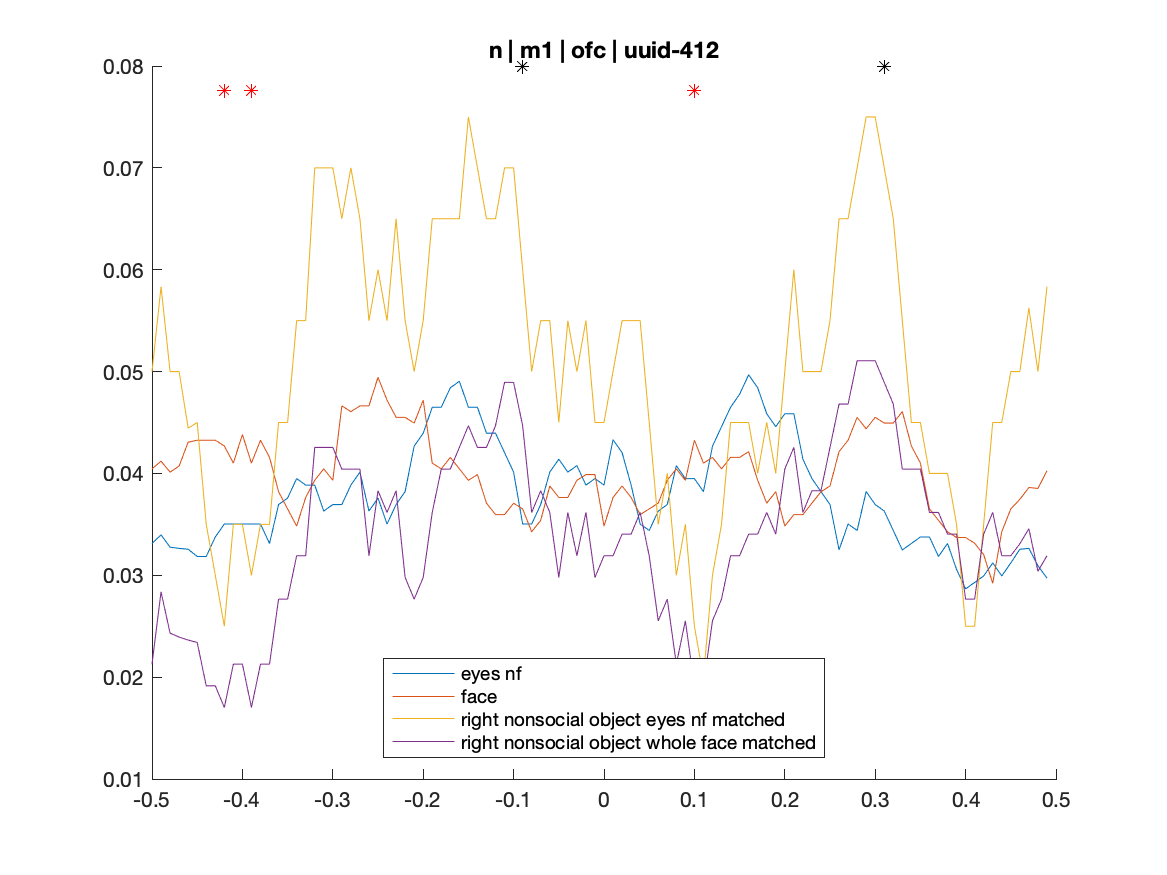 n | m1 | ofc | uuid-412
0.08
0.07
0.06
0.05
0.04
0.03
0.02
0.01
eyes nf
face
right nonsocial object eyes nf matched
right nonsocial object whole face matched
-0.5 -0.4 -0.3 -0.2 -0.1 0 0.1 0.2 0.3 0.4 0.5